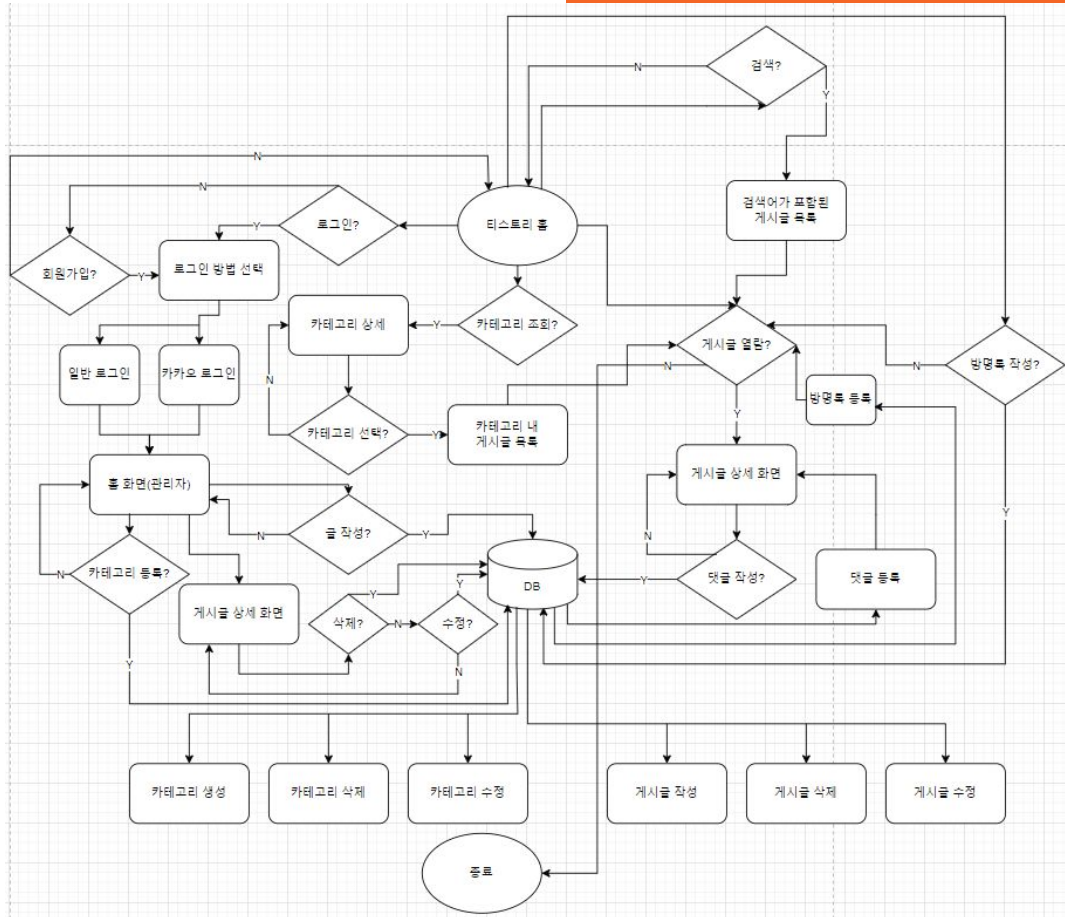 검색?
N
Y
N
N
검색어가 포함된
게시글 목록
티스토리 홈
로그인?
Y
회원가입?
Y
로그인 방법 선택
카테고리 상세
Y
카테고리 조회?
게시글 열람?
N
방명록 작성?
N
일반 로그인
카카오 로그인
N
방명록 등록
카테고리 선택?
Y
카테고리 내
게시글 목록
Y
게시글 상세 화면
홈 화면(관리자)
글 작성?
N
Y
N
Y
카테고리 등록?
N
DB
댓글 작성?
Y
댓글 등록
게시글 상세 화면
삭제?
Y
N
수정?
Y
N
Y
카테고리 생성
카테고리 삭제
카테고리 수정
게시글 작성
게시글 삭제
게시글 수정
종료